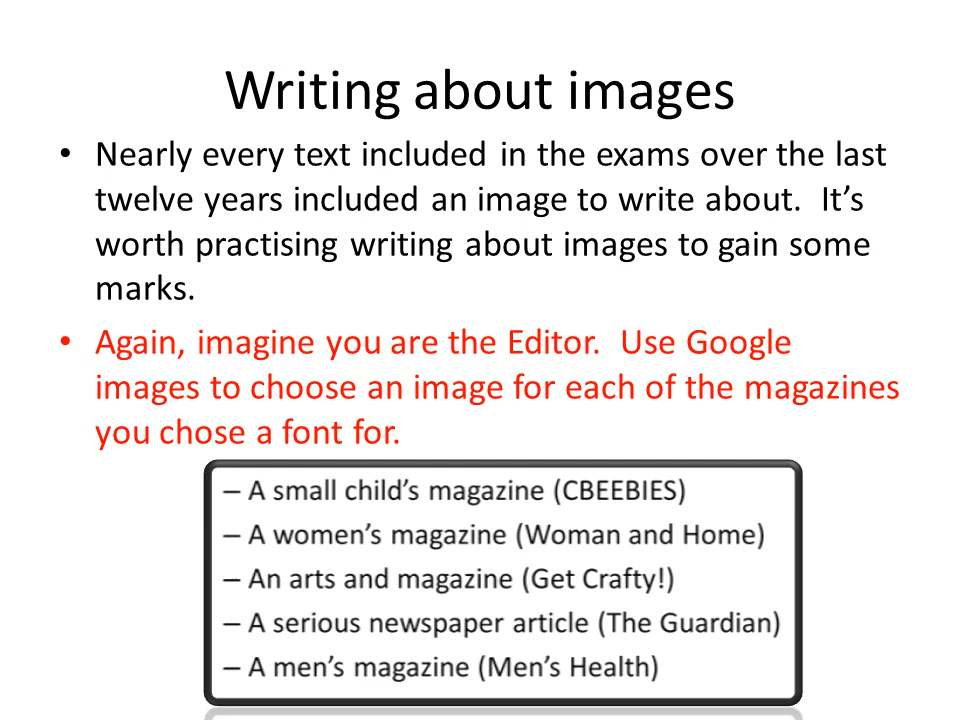 Writing about images
• Nearly every text included in the exams over the last
twelve years included an image to write about.  It’s
worth practising writing about images to gain some
marks.
• Again, imagine you are the Editor.  Use Google
images to choose an image for each of the magazines
you chose a font for.
– A small child’s magazine (CBEEBIES)
– A women’s magazine (Woman and Home)
– An arts and magazine (Get Crafty!)
– A serious newspaper article (The Guardian)
– A men’s magazine (Men’s Health)